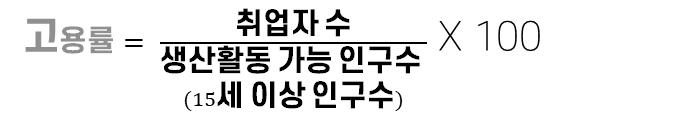 고용률 = 취업자 수 X 100
생산활동 가능 인구수
(15세 이상 인구수)